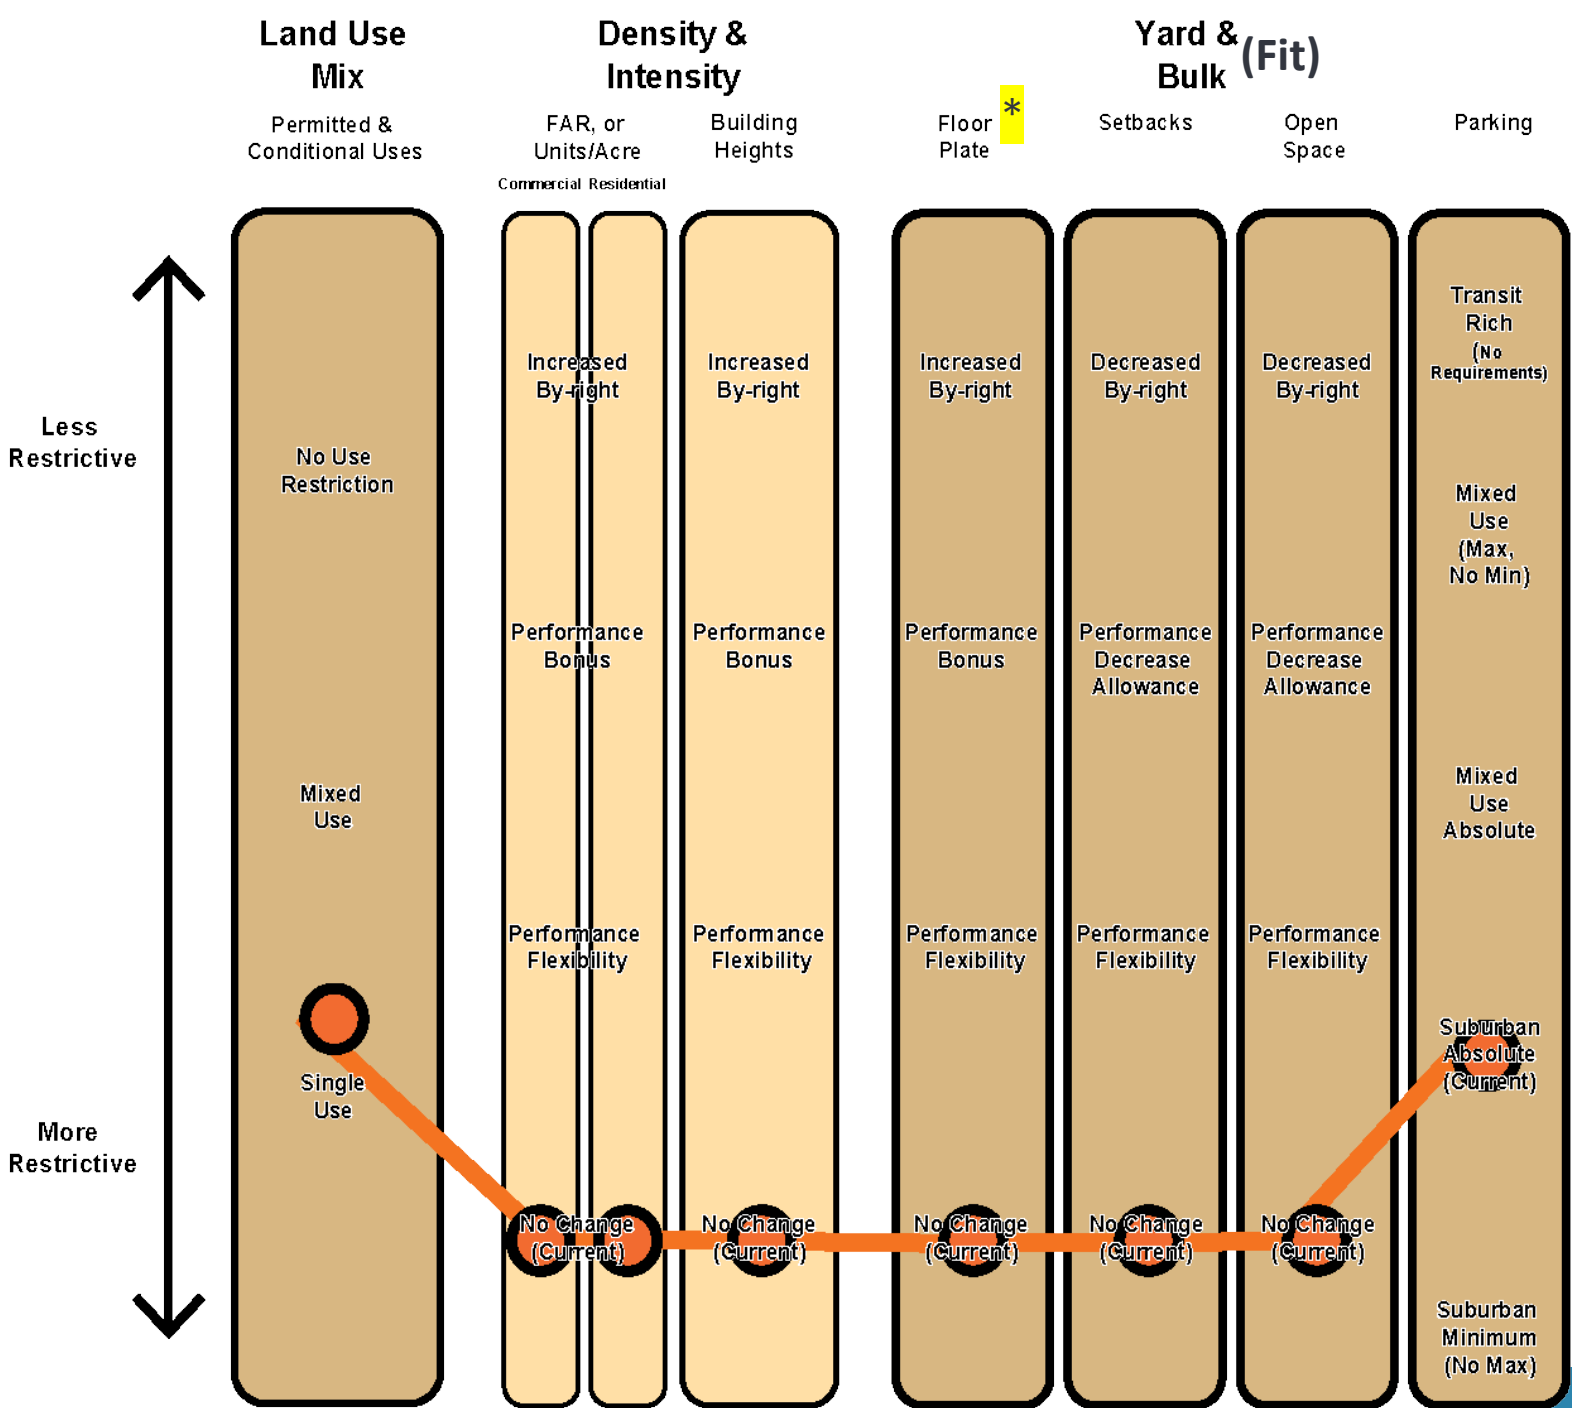 Land Use
Mix
Density &
Intensity
Yard &
Bulk
(Fit)
Permitted &
Conditional Uses
FAR, or
Units/Acre
Commercial Residential
Building
Heights
Floor
Plate
*
Setbacks
Open
Space
Parking
Less
Restrictive
More
Restrictive
No Use
Restriction
Mixed
Use
Single
Use
Increased
By-right
Performance
Bonus
Performance
Flexibility
No Change
(Current)
Increased
By-right
Performance
Bonus
Performance
Flexibility
No Change
(Current)
Increased
By-right
Performance
Bonus
Performance
Flexibility
No Change
(Current)
Decreased
By-right
Performance
Decrease
Allowance
Performance
Flexibility
No Change
(Current)
Decreased
By-right
Performance
Decrease
Allowance
Performance
Flexibility
No Change
(Current)
Transit
Rich
(No
Requirements)
Mixed
Use
(Max,
No Min)
Mixed
Use
Absolute
Suburban
Absolute
(Current)
Suburban
Minimum
(No Max)